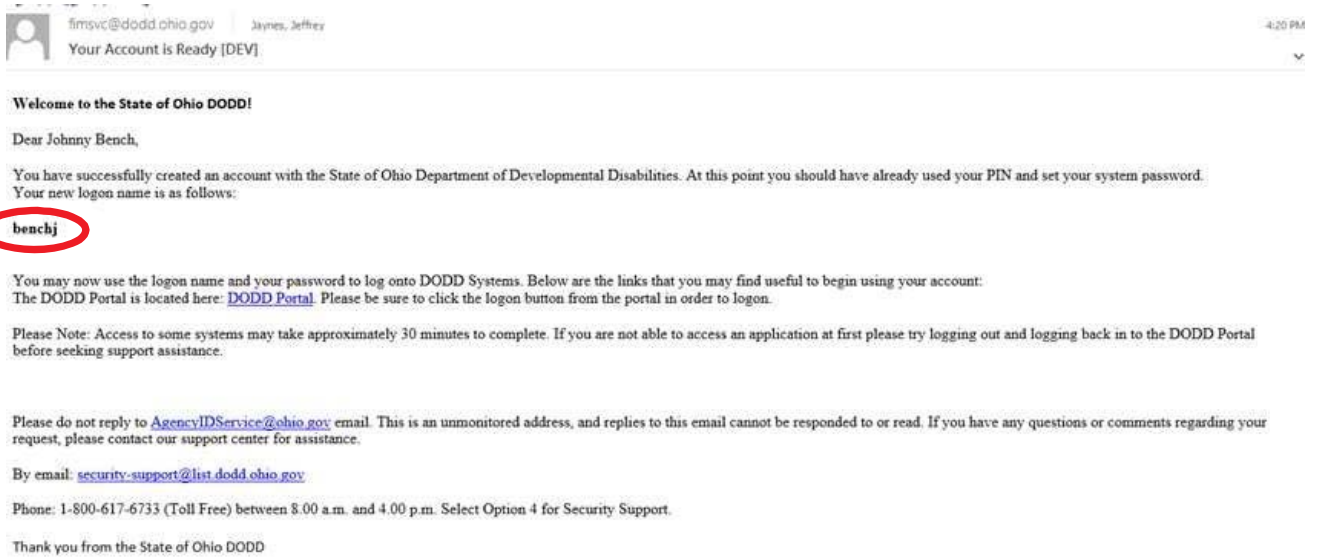 fimsvc@dodd.ohio.gov Jaynes, Jeffrey 4:20 PM
Your Account is Ready [DEV]
Welcome to the State of Ohio DODD!
Dear Johnny Bench,
You have successfully created an account with the State of Ohio Department of Developmental Disabilities. At this point you should have already used your PIN and set your system password.
Your new logon name is as follows:
benchj
You may now use the logon name and your password to log onto DODD Systems. Below are the links that you may find useful to begin using your account:
The DODD Portal is located here: DODD Portal. Please be sure to click the logon button from the portal in order to logon.
Please Note: Access to some systems may take approximately 30 minutes to complete. If you are not able to access an application at first please try logging out and logging back in to the DODD Portal
before seeking support assistance.
Please do not reply to AgencyIDService@ohio.gov email. This is an unmonitored address, and replies to this email cannot be responded to or read. If you have any questions or comments regarding your
request, please contact our support center for assistance.
By email: security-support@list.dodd.ohio.gov
Phone: 1-800-617-6733 (Toll Free) between 8.00 a.m. and 4.00 p.m. Select Option 4 for Security Support.
Thank you from the State of Ohio DODD